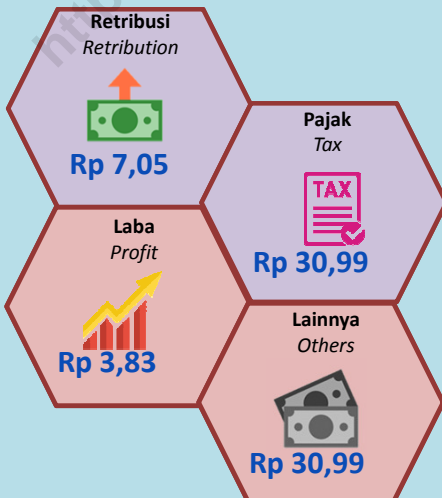 Retribusi
Retribution
Rp 7,05
Pajak
Tax
TAX
Rp 30,99
Laba
Profit
Rp 3,83
Lainnya
Others
Rp 30,99